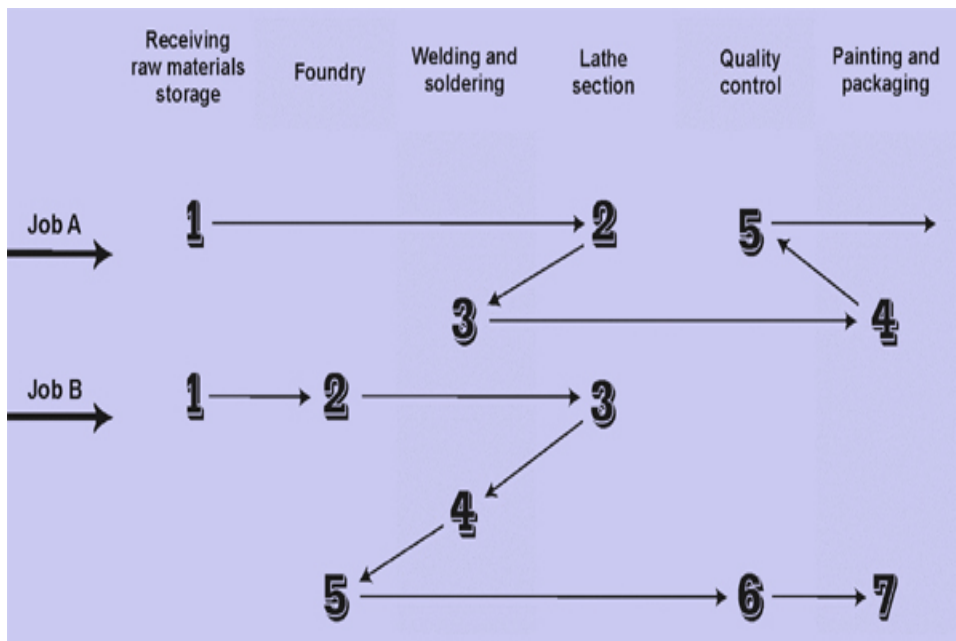 Receiving
raw materials
storage
Foundry
Welding and
soldering
Lathe
section
Quality
control
Painting and
packaging
Job A
1
2
5
3
4
Job B
1
2
3
4
5
6
7